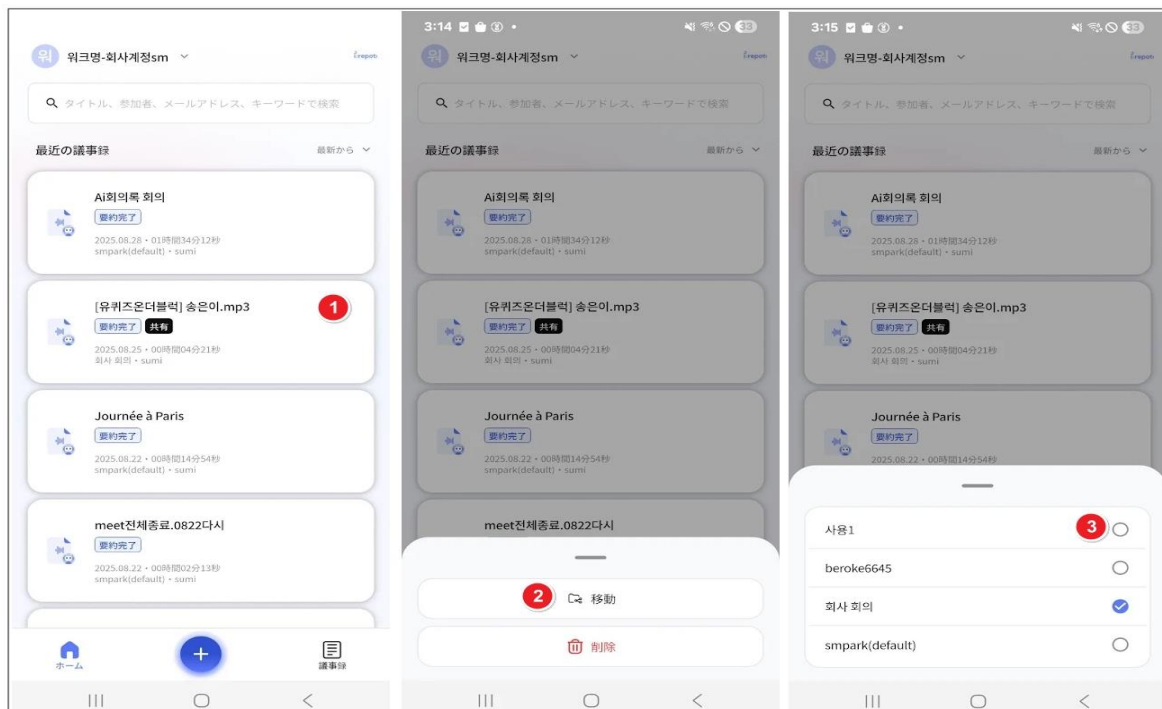 워 워크명-회사계정sm
タイトル、参加者、メールアドレス、キーワードで検索
最近の議事録 最新から
Ai회의록 회의
要約完了
2025.08.28・01時間34分12秒
smpark(default)・sumi
[유퀴즈온더블럭] 송은이.mp3
1
要約完了 共有
2025.08.25・00時間04分21秒
회사 회의・sumi
Journée à Paris
要約完了
2025.08.22・00時間14分54秒
smpark(default)・sumi
meet전체종료.0822다시
要約完了
2025.08.22・00時間02分13秒
smpark(default)・sumi
ホーム
+
議事録
3:14
33
워 워크명-회사계정sm
タイトル、参加者、メールアドレス、キーワードで検索
最近の議事録 最新から
Ai회의록 회의
要約完了
2025.08.28・01時間34分12秒
smpark(default)・sumi
[유퀴즈온더블럭] 송은이.mp3
要約完了 共有
2025.08.25・00時間04分21秒
회사 회의・sumi
Journée à Paris
要約完了
2025.08.22・00時間14分54秒
smpark(default)・sumi
meet전체종료.0822다시
2 移動
削除
3:15
33
워 워크명-회사계정sm
タイトル、参加者、メールアドレス、キーワードで検索
最近の議事録 最新から
Ai회의록 회의
要約完了
2025.08.28・01時間34分12秒
smpark(default)・sumi
[유퀴즈온더블럭] 송은이.mp3
要約完了 共有
2025.08.25・00時間04分21秒
회사 회의・sumi
Journée à Paris
要約完了
2025.08.22・00時間14分54秒
사용1 3
beroke6645
회사 회의
smpark(default)